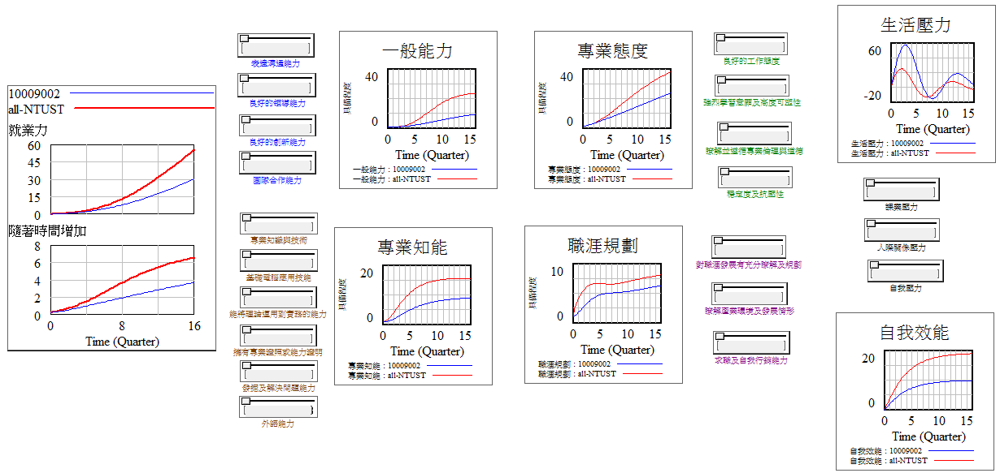 10009002
all-NTUST
就業力
60
45
30
15
0
隨著時間增加
8
6
4
2
0
0
8
16
Time (Quarter)
表達溝通能力
良好的領導能力
良好的創新能力
團隊合作能力
專業知識與技術
基礎電腦應用技能
能將理論運用到實務的能力
擁有專業證照或能力證明
發掘及解決問題能力
外語能力
一般能力
具備程度
40
0
0
5
10
15
Time (Quarter)
一般能力 : 10009002
一般能力 : all-NTUST
專業知能
具備程度
20
0
0
5
10
15
Time (Quarter)
專業知能 : 10009002
專業知能 : all-NTUST
專業態度
具備程度
40
0
0
5
10
15
Time (Quarter)
專業態度 : 10009002
專業態度 : all-NTUST
職涯規劃
具備程度
10
0
0
5
10
15
Time (Quarter)
職涯規劃 : 10009002
職涯規劃 : all-NTUST
良好的工作態度
強烈學習意願及高度可塑性
瞭解並遵循專業倫理與道德
穩定度及抗壓性
對職涯發展有充分瞭解及規劃
瞭解產業環境及發展情形
求職及自我行銷能力
生活壓力
60
-20
0
5
10
15
Time (Quarter)
生活壓力 : 10009002
生活壓力 : all-NTUST
課業壓力
人際關係壓力
自我壓力
自我效能
20
0
0
5
10
15
Time (Quarter)
自我效能 : 10009002
自我效能 : all-NTUST